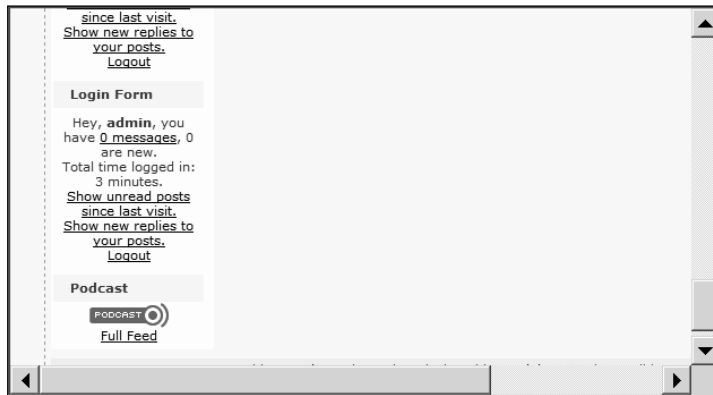 since last visit.
Show new replies to
your posts.
Logout
Login Form
Hey, admin, you
have 0 messages, 0
are new.
Total time logged in:
3 minutes.
Show unread posts
since last visit.
Show new replies to
your posts.
Logout
Podcast
PODCAST
Full Feed